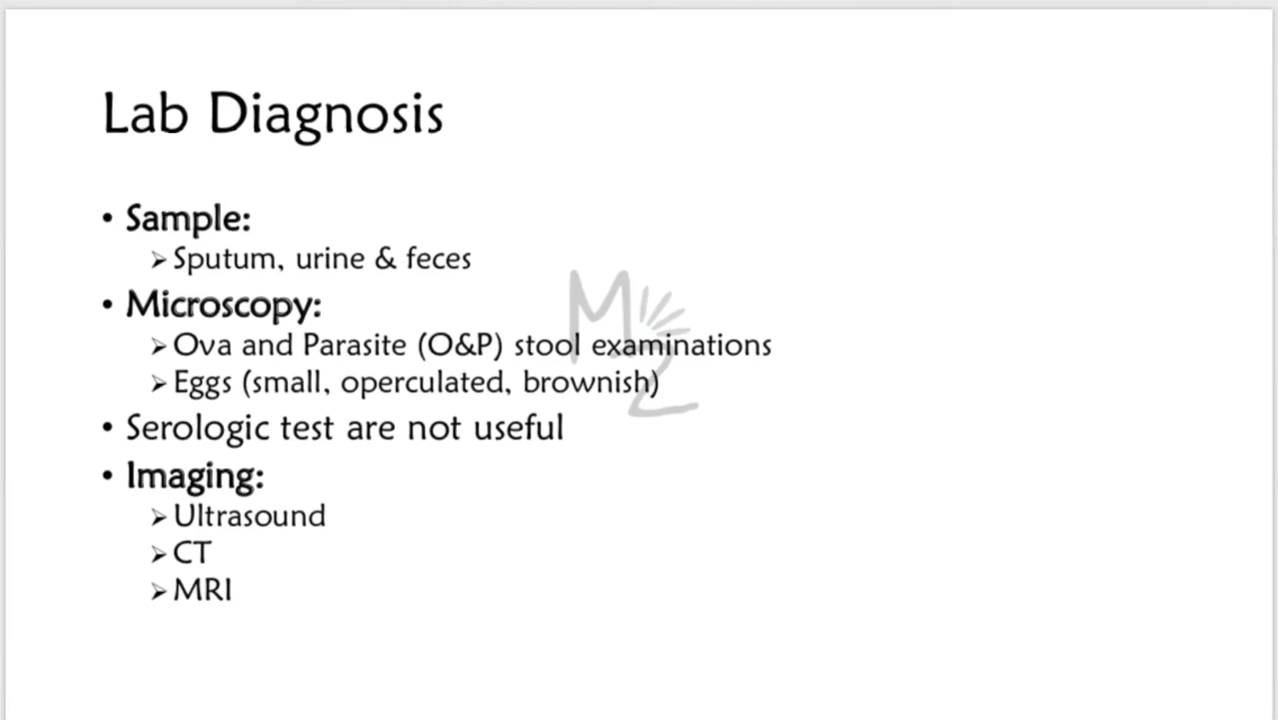 Lab Diagnosis
• Sample:
➢ Sputum, urine & feces
• Microscopy:
➢ Ova and Parasite (O&P) stool examinations
➢ Eggs (small, operculated, brownish)
• Serologic test are not useful
• Imaging:
➢ Ultrasound
➢ CT
➢ MRI
M
2